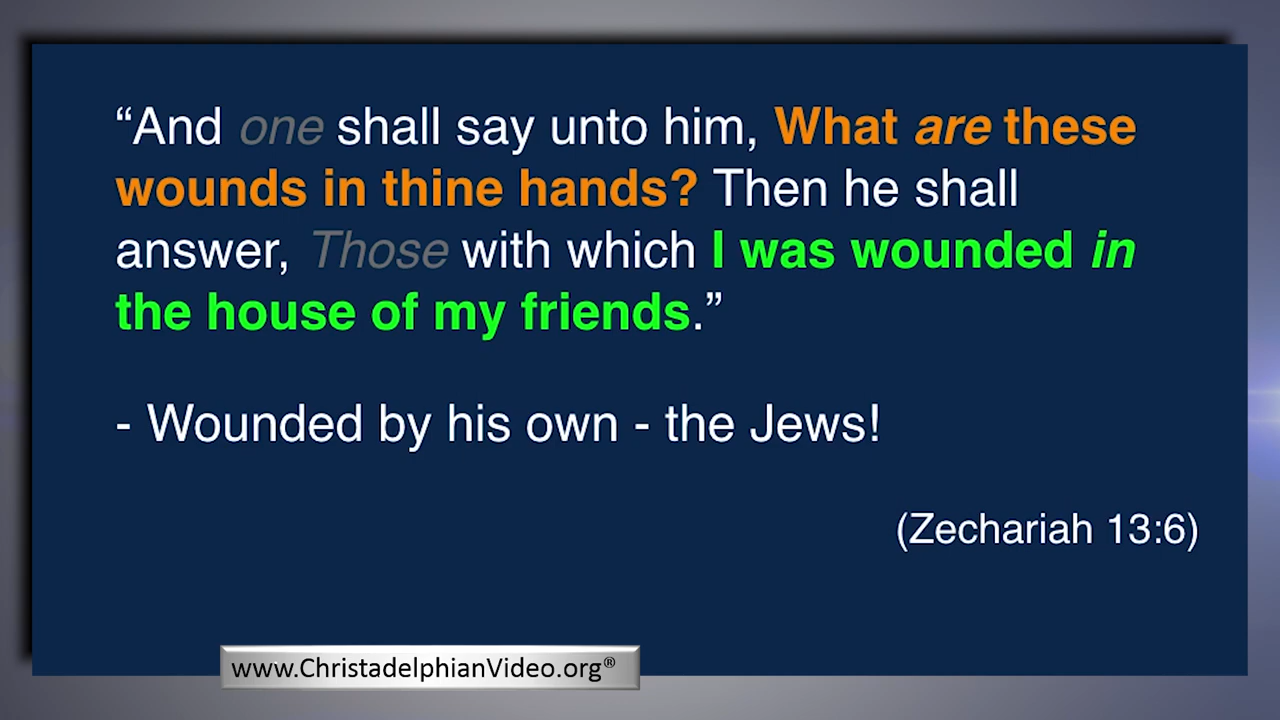 “And one shall say unto him, What are these
wounds in thine hands? Then he shall
answer, Those with which I was wounded in
the house of my friends.”
- Wounded by his own - the Jews!
(Zechariah 13:6)
www.ChristadelphianVideo.org®